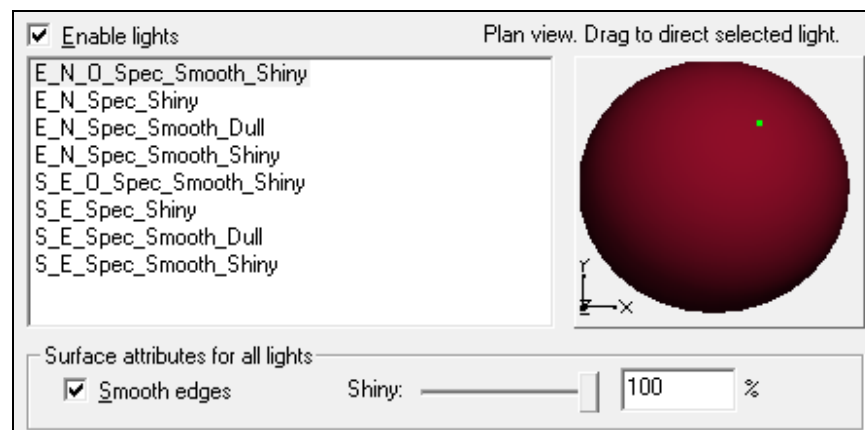 Enable lights
Plan view. Drag to direct selected light.
E_N_O_Spec_Smooth_Shiny
E_N_Spec_Shiny
E_N_Spec_Smooth_Dull
E_N_Spec_Smooth_Shiny
S_E_O_Spec_Smooth_Shiny
S_E_Spec_Shiny
S_E_Spec_Smooth_Dull
S_E_Spec_Smooth_Shiny
Y
Z
X
Surface attributes for all lights
Smooth edges
Shiny:
100
%